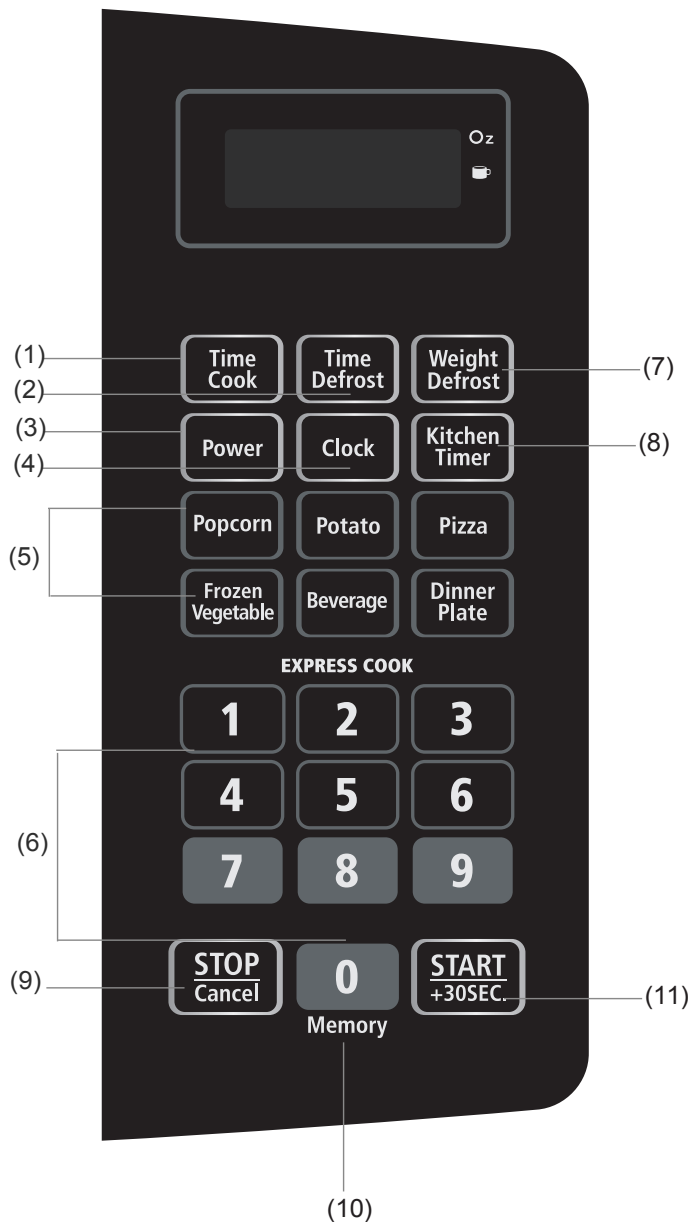 Oz
(1)
Time
Cook
Time
Defrost
Weight
Defrost
(7)
(2)
(3)
Power
Clock
Kitchen
Timer
(8)
(4)
Popcorn
Potato
Pizza
(5)
Frozen
Vegetable
Beverage
Dinner
Plate
EXPRESS COOK
1 2 3
4 5 6
(6)
7 8 9
STOP
Cancel
0
START
+30SEC.
(9)
(11)
Memory
(10)